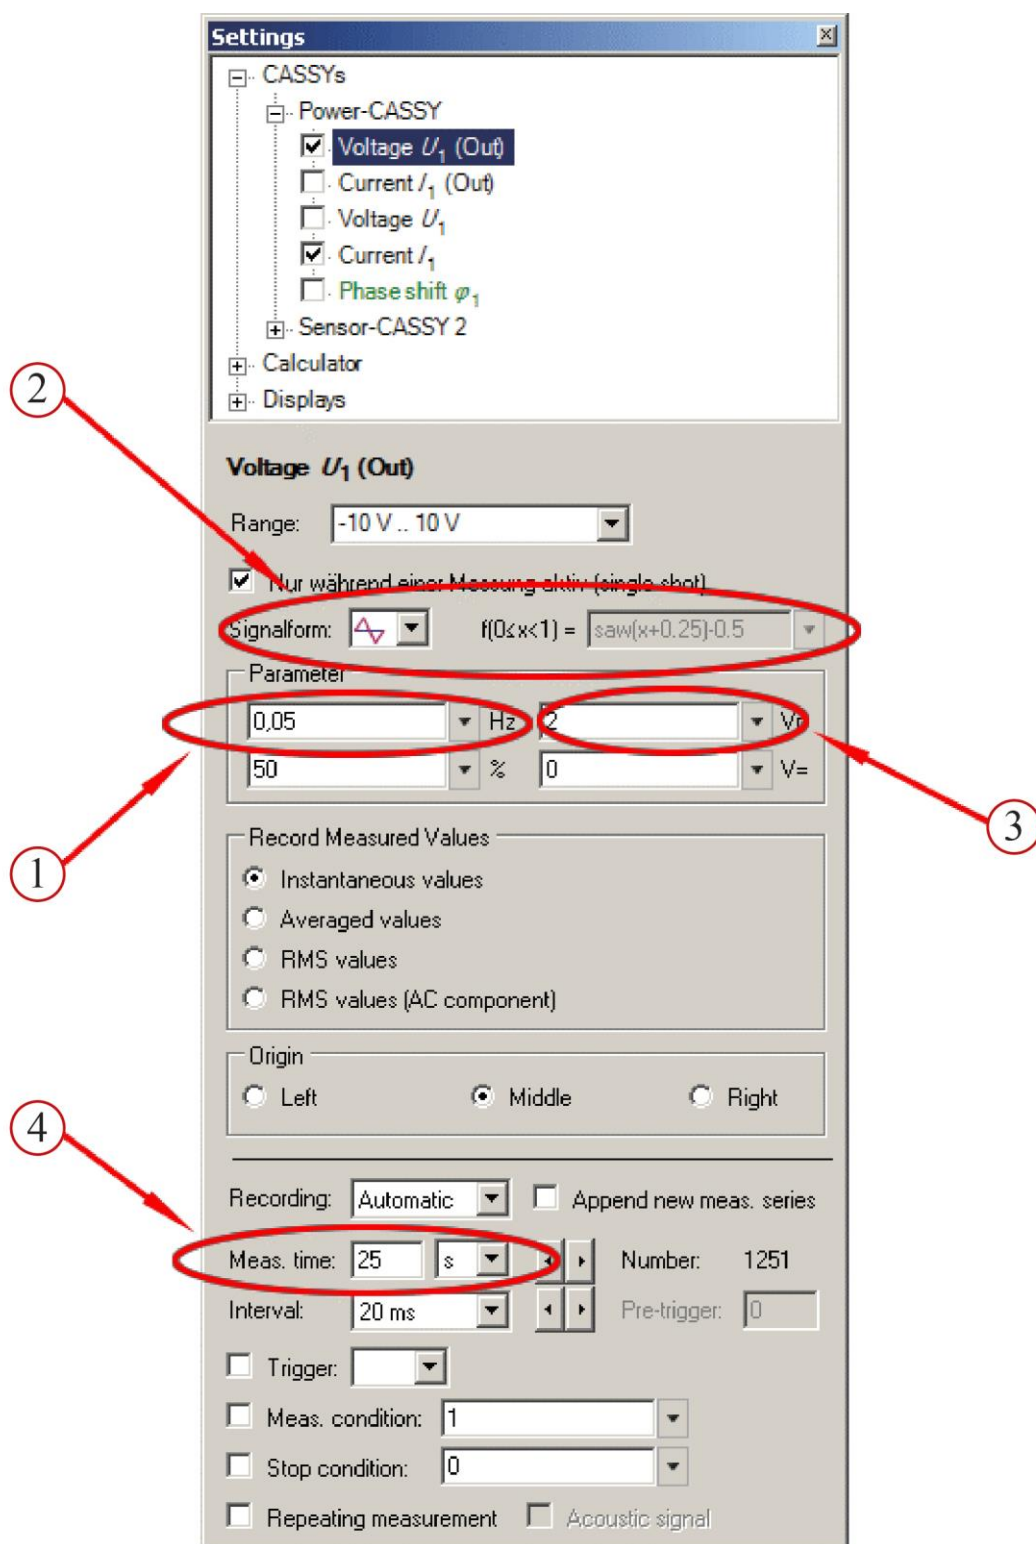 Settings
CASSYs
Power-CASSY
Voltage U1 (Out)
Current I1 (Out)
Voltage U1
Current I1
Phase shift φ1
Sensor-CASSY 2
Calculator
Displays
2
Voltage U1 (Out)
Range: -10 V .. 10 V
Nur während einer Messung aktiv (single shot)
Signalform: f(0≤x<1) = saw(x+0.25)-0.5
Parameter
0,05 Hz 2 Vp
50 % 0 V=
1
3
Record Measured Values
Instantaneous values
Averaged values
RMS values
RMS values (AC component)
Origin
Left Middle Right
4
Recording: Automatic Append new meas. series
Meas. time: 25 s Number: 1251
Interval: 20 ms Pre-trigger: 0
Trigger:
Meas. condition: 1
Stop condition: 0
Repeating measurement Acoustic signal